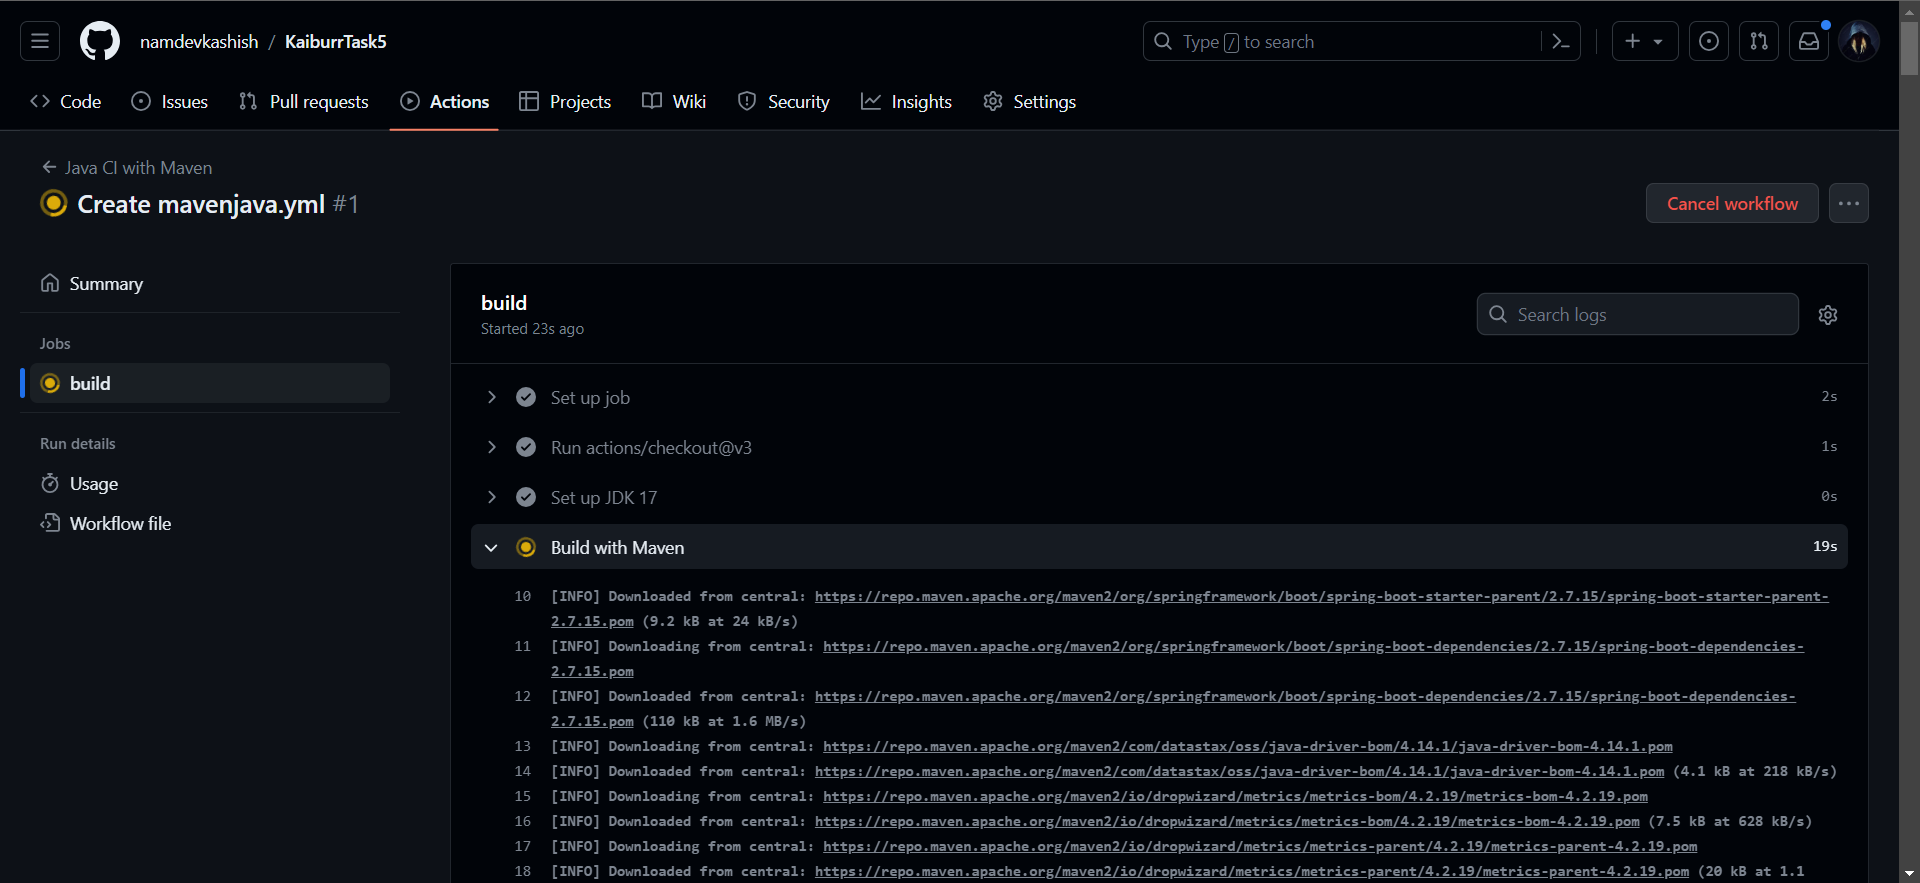 namdevkashish / KaiburrTask5
Type / to search
Code
Issues
Pull requests
Actions
Projects
Wiki
Security
Insights
Settings
Java CI with Maven
Create mavenjava.yml #1
Cancel workflow
Summary
Jobs
build
Run details
Usage
Workflow file
build
Started 23s ago
Search logs
Set up job 2s
Run actions/checkout@v3 1s
Set up JDK 17 0s
Build with Maven 19s
10 [INFO] Downloaded from central: https://repo.maven.apache.org/maven2/org/springframework/boot/spring-boot-starter-parent/2.7.15/spring-boot-starter-parent-
2.7.15.pom (9.2 kB at 24 kB/s)
11 [INFO] Downloading from central: https://repo.maven.apache.org/maven2/org/springframework/boot/spring-boot-dependencies/2.7.15/spring-boot-dependencies-
2.7.15.pom
12 [INFO] Downloaded from central: https://repo.maven.apache.org/maven2/org/springframework/boot/spring-boot-dependencies/2.7.15/spring-boot-dependencies-
2.7.15.pom (110 kB at 1.6 MB/s)
13 [INFO] Downloading from central: https://repo.maven.apache.org/maven2/com/datastax/oss/java-driver-bom/4.14.1/java-driver-bom-4.14.1.pom
14 [INFO] Downloaded from central: https://repo.maven.apache.org/maven2/com/datastax/oss/java-driver-bom/4.14.1/java-driver-bom-4.14.1.pom (4.1 kB at 218 kB/s)
15 [INFO] Downloading from central: https://repo.maven.apache.org/maven2/io/dropwizard/metrics/metrics-bom/4.2.19/metrics-bom-4.2.19.pom
16 [INFO] Downloaded from central: https://repo.maven.apache.org/maven2/io/dropwizard/metrics/metrics-bom/4.2.19/metrics-bom-4.2.19.pom (7.5 kB at 628 kB/s)
17 [INFO] Downloading from central: https://repo.maven.apache.org/maven2/io/dropwizard/metrics/metrics-parent/4.2.19/metrics-parent-4.2.19.pom
18 [INFO] Downloaded from central: https://repo.maven.apache.org/maven2/io/dropwizard/metrics/metrics-parent/4.2.19/metrics-parent-4.2.19.pom (20 kB at 1.1